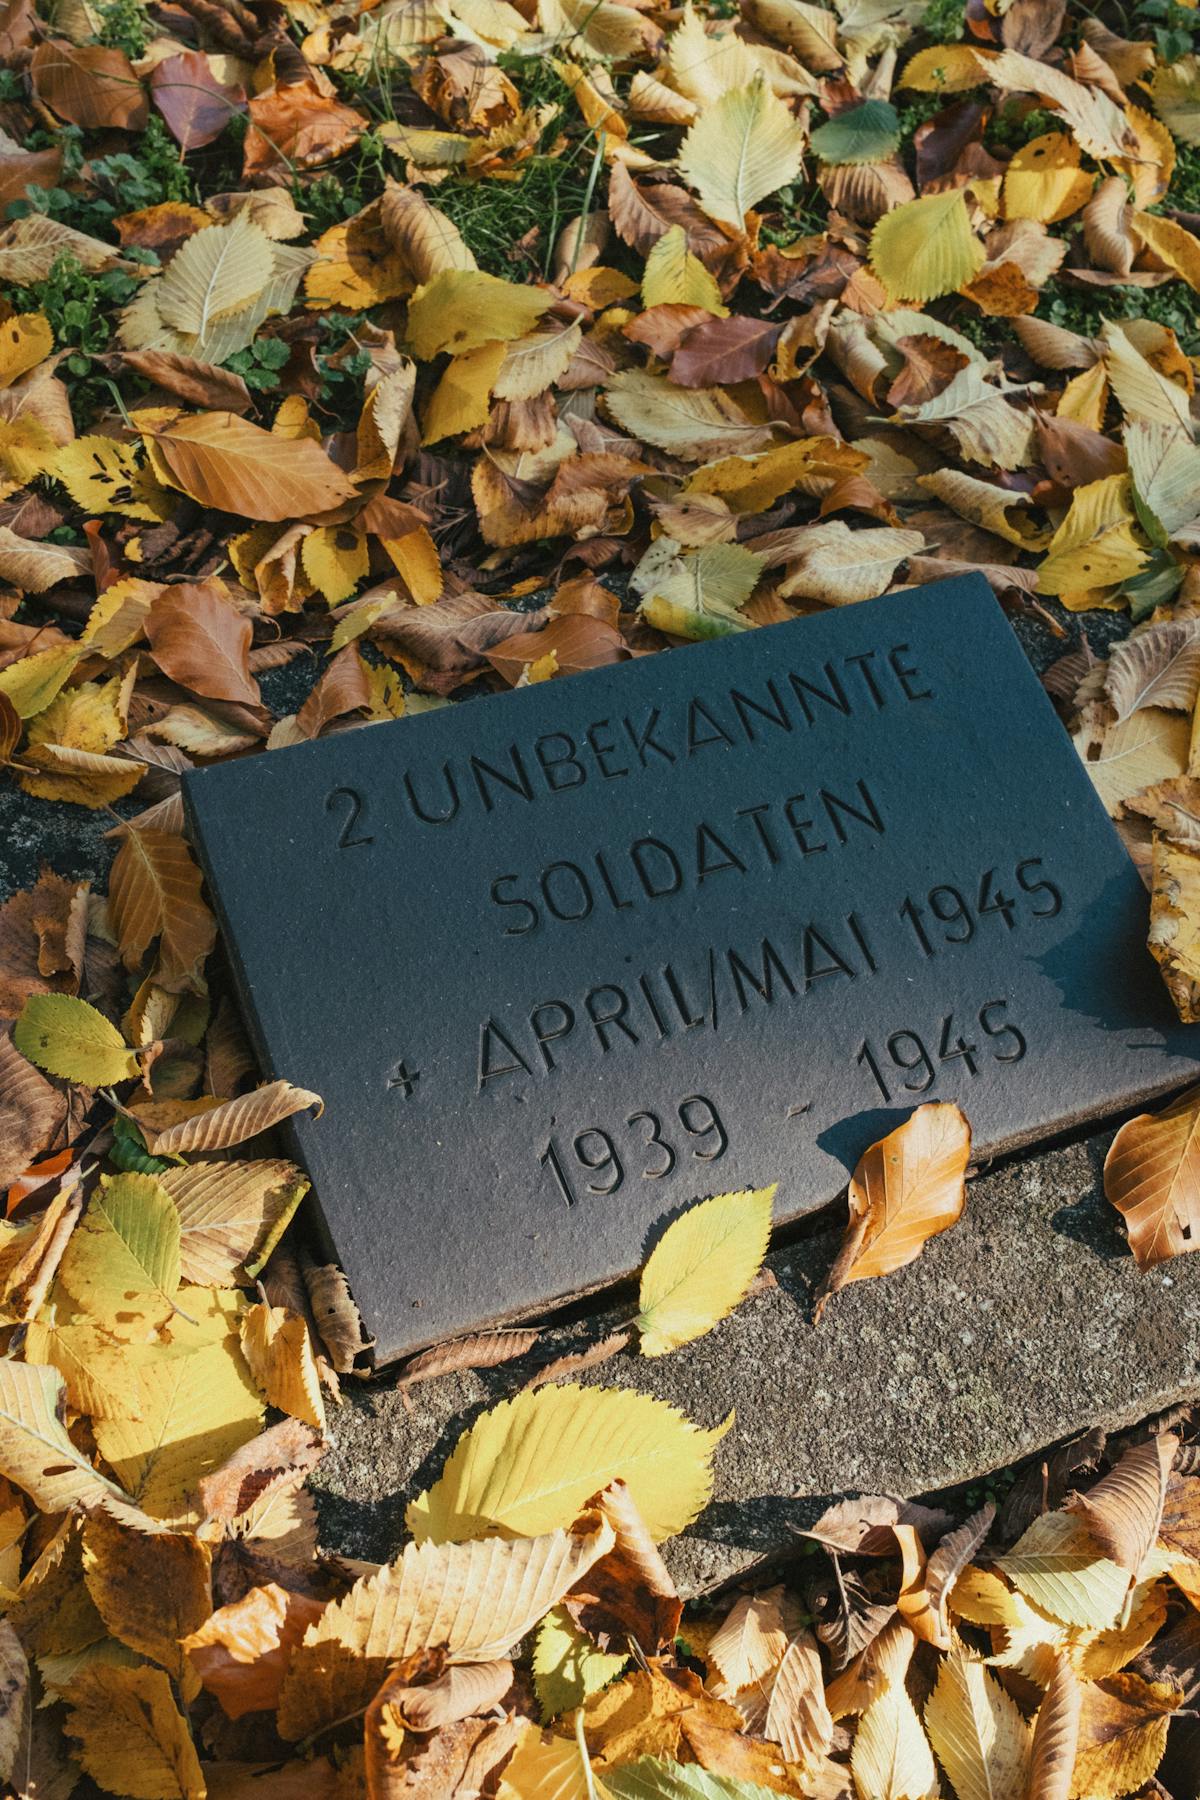 2 UNBEKANNTE
SOLDATEN
+ APRIL/MAI 1945
1939 - 1945